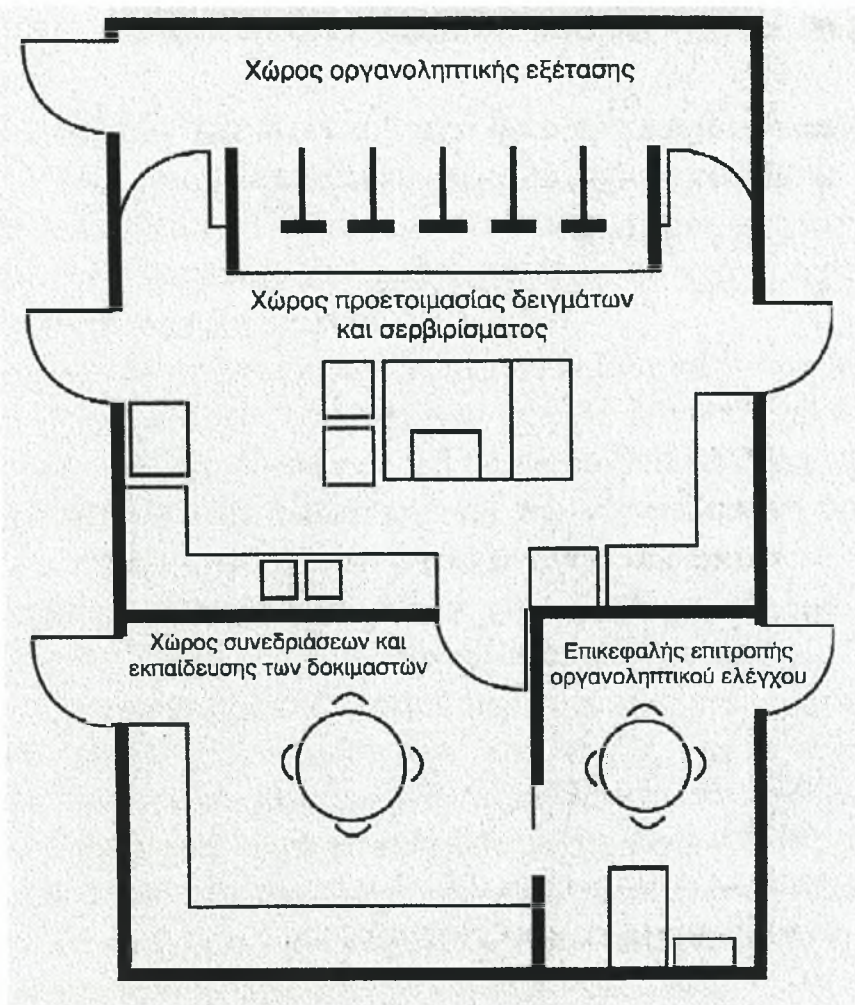 Χώρος οργανοληπτικής εξέτασης
Χώρος προετοιμασίας δειγμάτων
και σερβιρίσματος
Χώρος συνεδριάσεων και
εκπαίδευσης των δοκιμαστών
Επικεφαλής επιτροπής
οργανοληπτικού ελέγχου